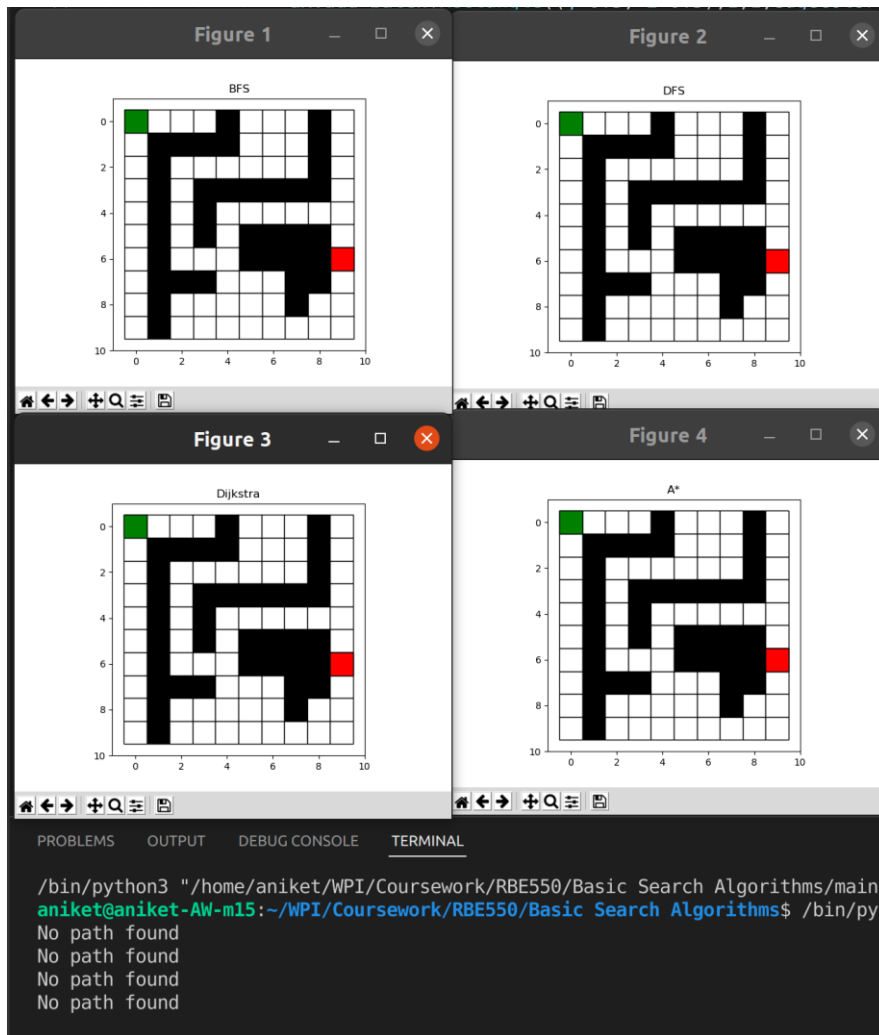 Figure 1
Figure 2
BFS
0
2
4
6
8
10
0 2 4 6 8 10
DFS
0
2
4
6
8
10
0 2 4 6 8 10
Figure 3
Figure 4
Dijkstra
0
2
4
6
8
10
0 2 4 6 8 10
A*
0
2
4
6
8
10
0 2 4 6 8 10
PROBLEMS OUTPUT DEBUG CONSOLE TERMINAL
/bin/python3 "/home/aniket/WPI/Coursework/RBE550/Basic Search Algorithms/main
aniket@aniket-AW-m15:~/WPI/Coursework/RBE550/Basic Search Algorithms$ /bin/py
No path found
No path found
No path found
No path found